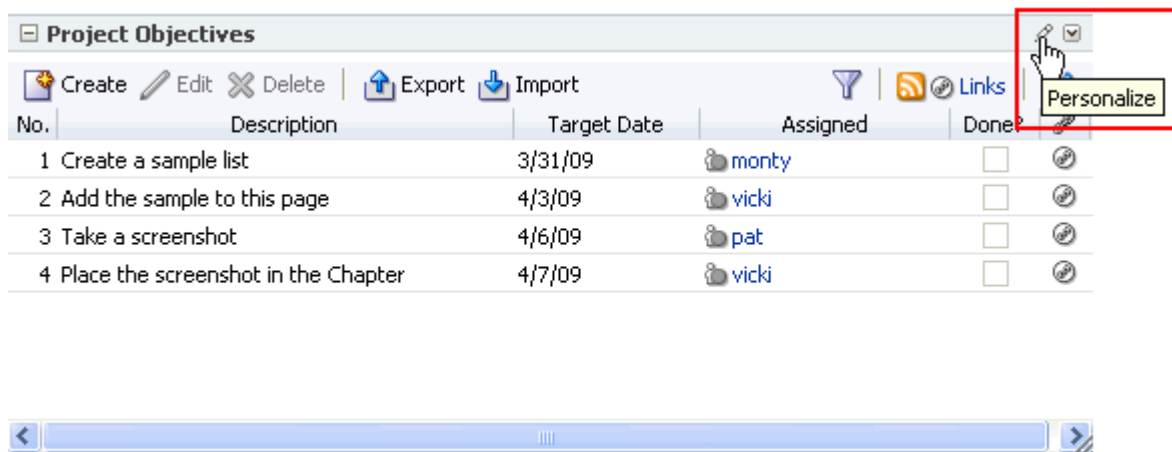 Project Objectives
Create Edit Delete Export Import Links
Personalize
No. Description Target Date Assigned Done?
1 Create a sample list 3/31/09 monty
2 Add the sample to this page 4/3/09 vicki
3 Take a screenshot 4/6/09 pat
4 Place the screenshot in the Chapter 4/7/09 vicki